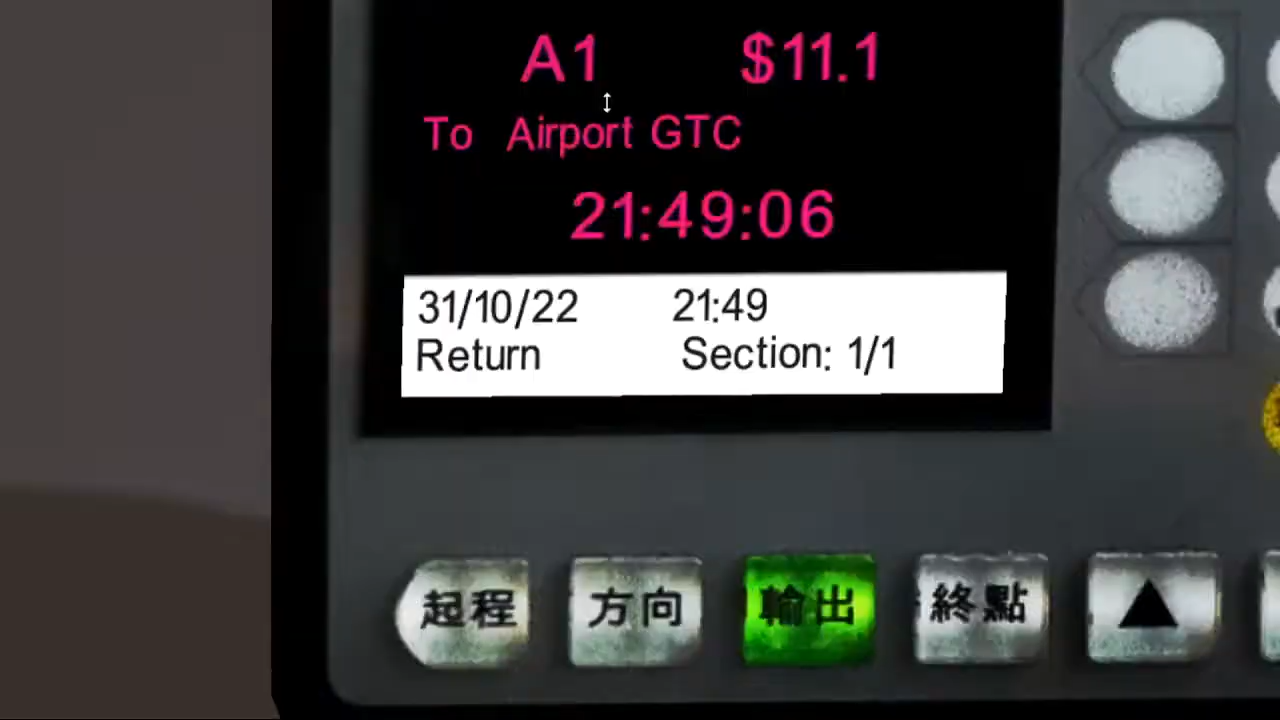 A1 $11.1
To Airport GTC
21:49:06
31/10/22 21:49
Return Section: 1/1
起程 方向 輸出 終點